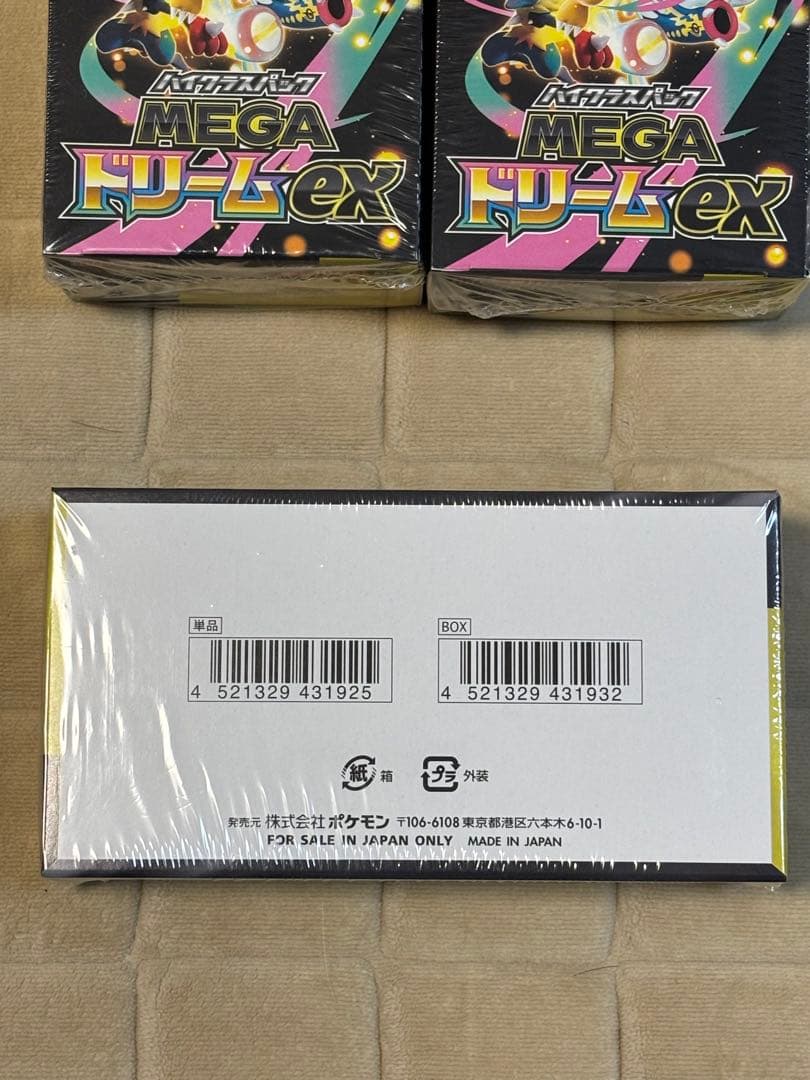 ハイクラスパック
MEGA
ドリームex
ハイクラスパック
MEGA
ドリームex
単品
BOX
4 521329 431925
4 521329 431932
紙 箱
プラ 外装
発売元 株式会社 ポケモン 〒106-6108 東京都港区六本木6-10-1
FOR SALE IN JAPAN ONLY MADE IN JAPAN